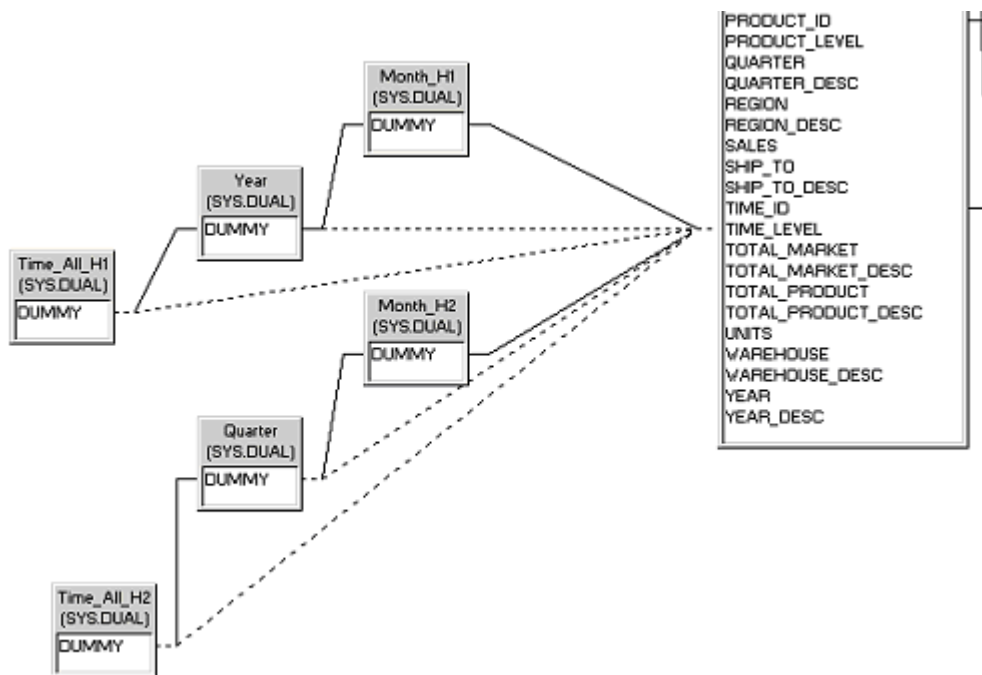 Month_H1
(SYS.DUAL)
DUMMY
Year
(SYS.DUAL)
DUMMY
Time_All_H1
(SYS.DUAL)
DUMMY
Month_H2
(SYS.DUAL)
DUMMY
Quarter
(SYS.DUAL)
DUMMY
Time_All_H2
(SYS.DUAL)
DUMMY
PRODUCT_ID
PRODUCT_LEVEL
QUARTER
QUARTER_DESC
REGION
REGION_DESC
SALES
SHIP_TO
SHIP_TO_DESC
TIME_ID
TIME_LEVEL
TOTAL_MARKET
TOTAL_MARKET_DESC
TOTAL_PRODUCT
TOTAL_PRODUCT_DESC
UNITS
WAREHOUSE
WAREHOUSE_DESC
YEAR
YEAR_DESC